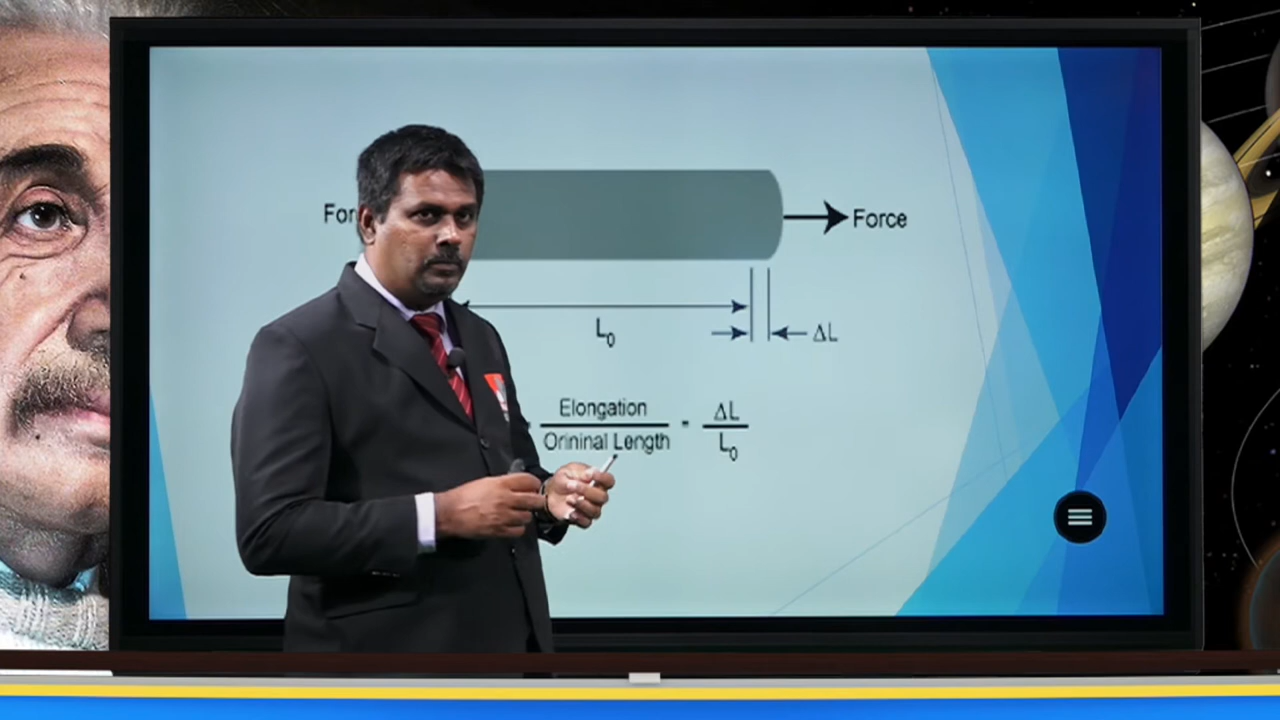 For
Force
L₀
ΔL
Elongation
Orininal Length
ΔL
L₀